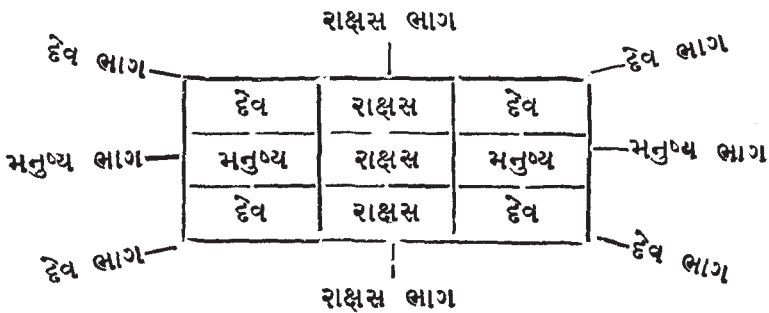 રાક્ષસ ભાગ
દેવ ભાગ
દેવ ભાગ
દેવ રાક્ષસ દેવ
મનુષ્ય ભાગ મનુષ્ય રાક્ષસ મનુષ્ય મનુષ્ય ભાગ
દેવ રાક્ષસ દેવ
દેવ ભાગ
દેવ ભાગ
રાક્ષસ ભાગ